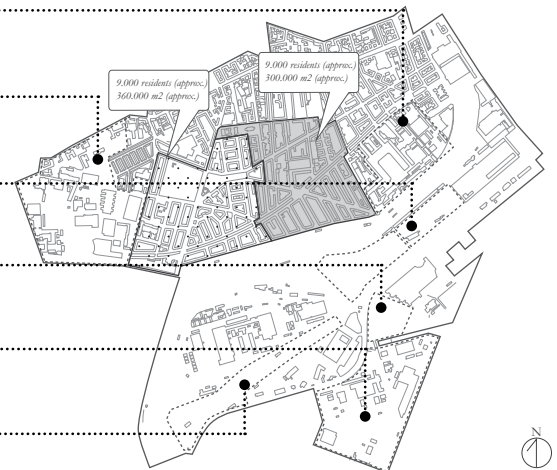 9.000 residents (approx.)
360.000 m2 (approx.)
9.000 residents (approx.)
300.000 m2 (approx.)
N